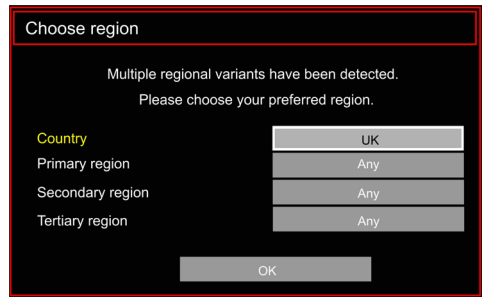 Choose region
Multiple regional variants have been detected.
Please choose your preferred region.
Country UK
Primary region Any
Secondary region Any
Tertiary region Any
OK